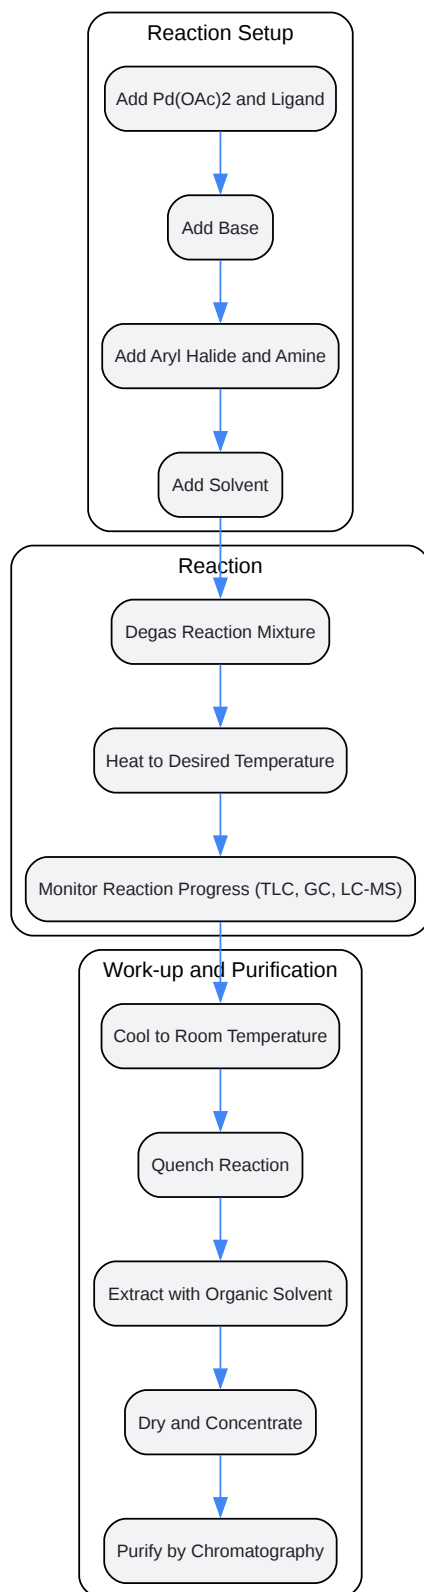 Reaction Setup
Add Pd(OAc)2 and Ligand
Add Base
Add Aryl Halide and Amine
Add Solvent
Reaction
Degas Reaction Mixture
Heat to Desired Temperature
Monitor Reaction Progress (TLC, GC, LC-MS)
Work-up and Purification
Cool to Room Temperature
Quench Reaction
Extract with Organic Solvent
Dry and Concentrate
Purify by Chromatography